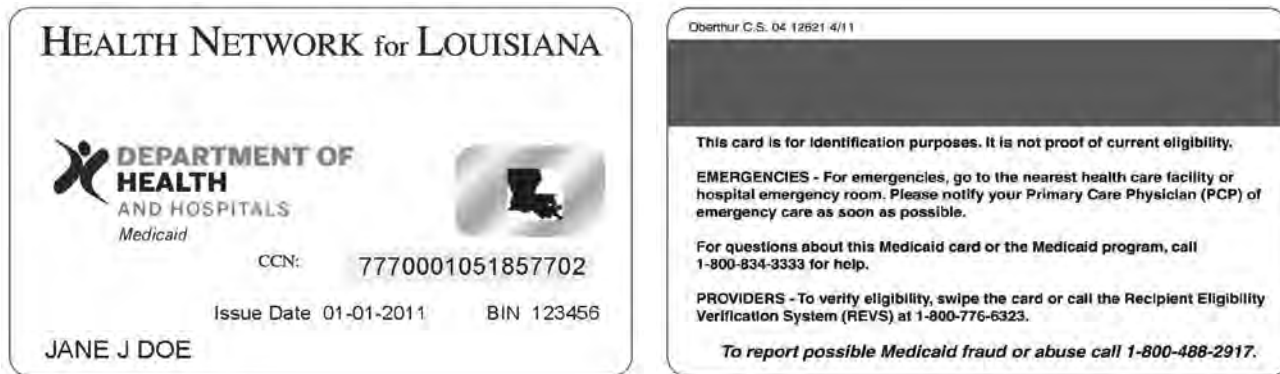 HEALTH NETWORK for LOUISIANA
DEPARTMENT OF
HEALTH
AND HOSPITALS
Medicaid
CCN: 7770001051857702
Issue Date 01-01-2011 BIN 123456
JANE J DOE
Oberthur C.S. 04 12621 4/11
This card is for identification purposes. It is not proof of current eligibility.
EMERGENCIES - For emergencies, go to the nearest health care facility or
hospital emergency room. Please notify your Primary Care Physician (PCP) of
emergency care as soon as possible.
For questions about this Medicaid card or the Medicaid program, call
1-800-834-3333 for help.
PROVIDERS - To verify eligibility, swipe the card or call the Recipient Eligibility
Verification System (REVS) at 1-800-776-6323.
To report possible Medicaid fraud or abuse call 1-800-488-2917.